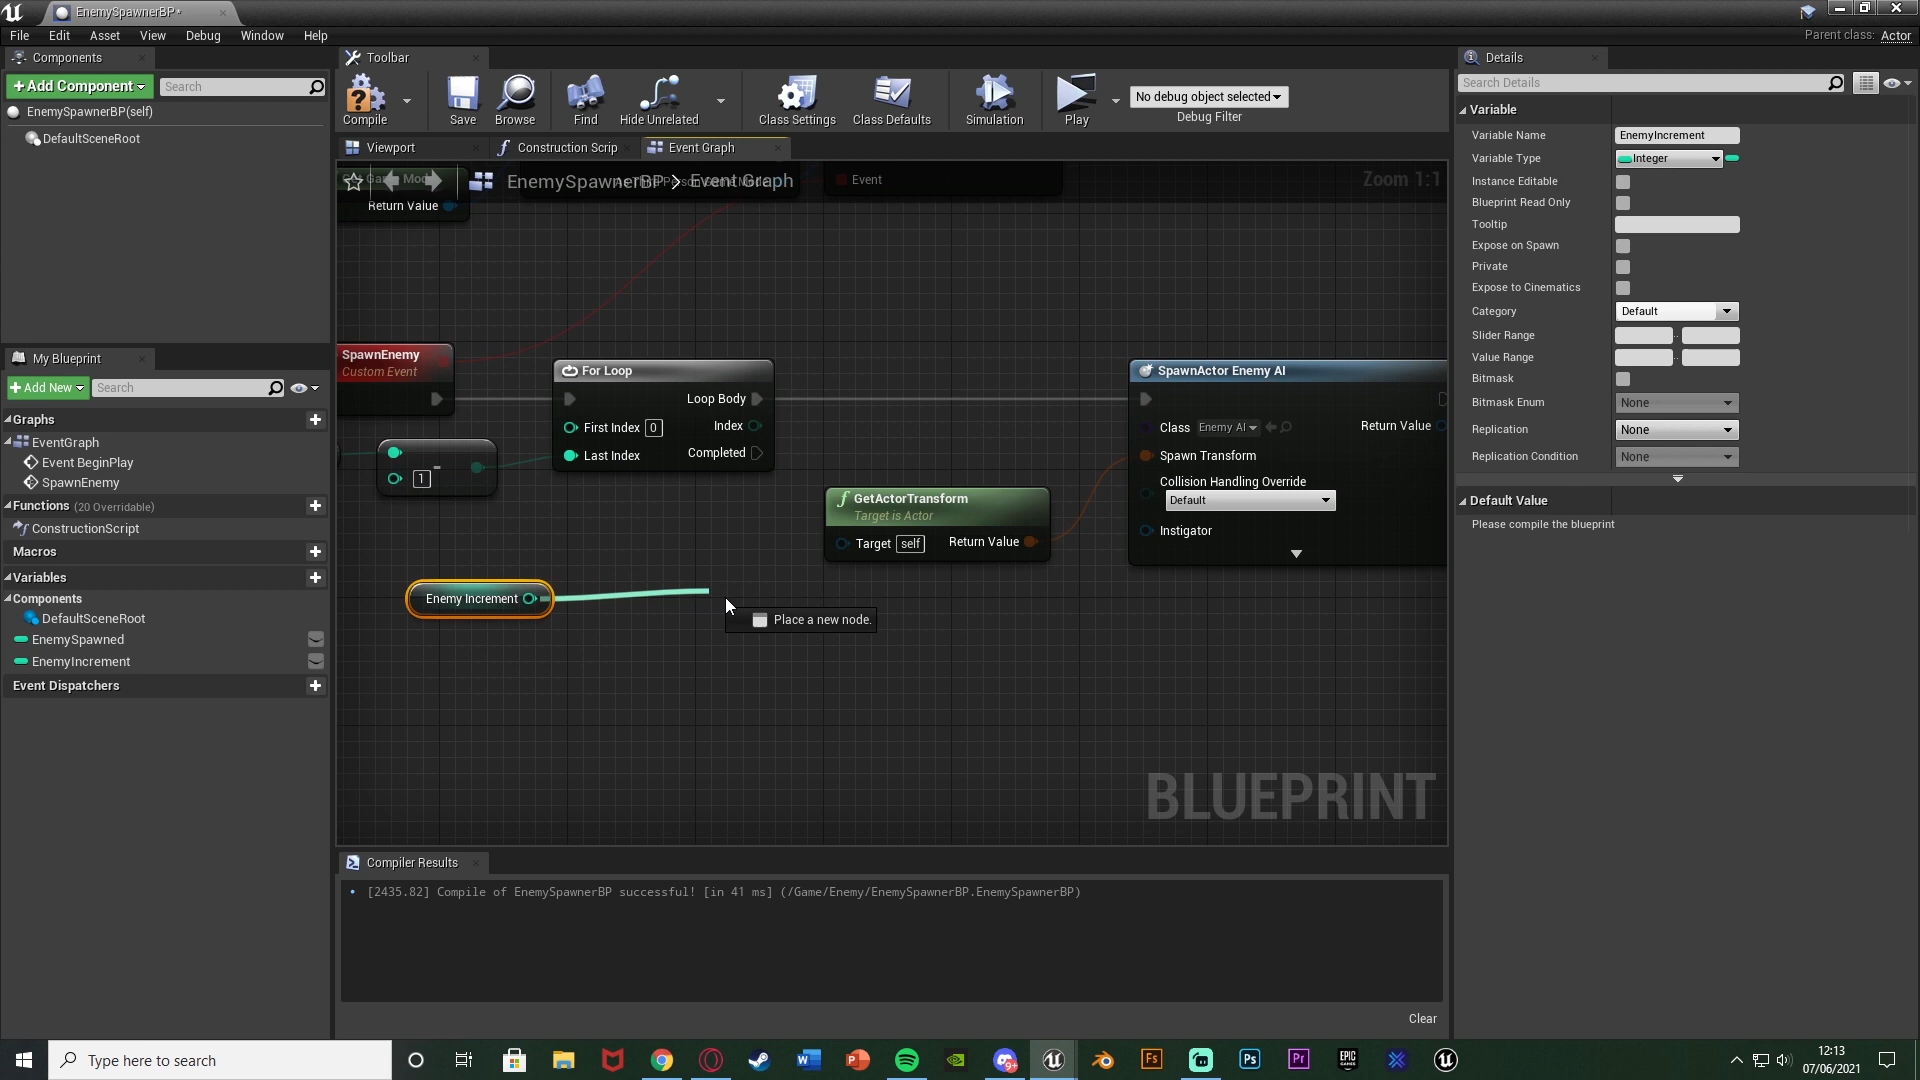 EnemySpawnerBP*
File Edit Asset View Debug Window Help
Parent class: Actor
Components
Toolbar
Details
+Add Component
Search
EnemySpawnerBP(self)
DefaultSceneRoot
Compile
Save
Browse
Find
Hide Unrelated
Class Settings
Class Defaults
Simulation
Play
No debug object selected
Debug Filter
Search Details
Viewport
Construction Scrip
Event Graph
EnemySpawnerBP > Event Graph
Zoom 1:1
Return Value
Event
SpawnEnemy
Custom Event
1
For Loop
Loop Body
First Index 0
Index
Last Index
Completed
GetActorTransform
Target is Actor
Target self
Return Value
SpawnActor Enemy AI
Class Enemy AI
Return Value
Spawn Transform
Collision Handling Override
Default
Instigator
Enemy Increment
Place a new node.
BLUEPRINT
My Blueprint
+Add New
Search
Graphs
EventGraph
Event BeginPlay
SpawnEnemy
Functions (20 Overridable)
ConstructionScript
Macros
Variables
Components
DefaultSceneRoot
EnemySpawned
EnemyIncrement
Event Dispatchers
Variable
Variable Name EnemyIncrement
Variable Type Integer
Instance Editable
Blueprint Read Only
Tooltip
Expose on Spawn
Private
Expose to Cinematics
Category Default
Slider Range
Value Range
Bitmask
Bitmask Enum None
Replication None
Replication Condition None
Default Value
Please compile the blueprint
Compiler Results
[2435.82] Compile of EnemySpawnerBP successful! [in 41 ms] (/Game/Enemy/EnemySpawnerBP.EnemySpawnerBP)
Clear
Type here to search
12:13
07/06/2021